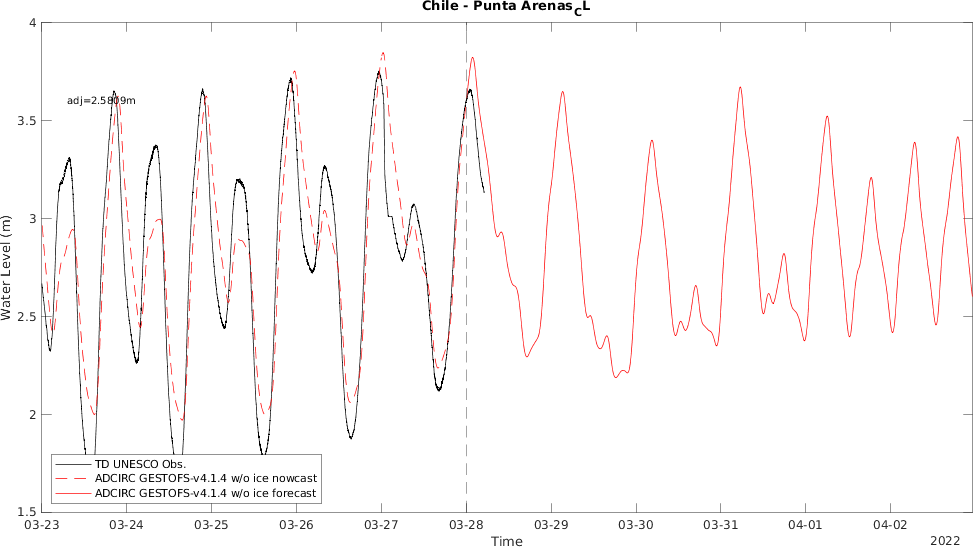 Chile - Punta Arenas_CL
4
3.5
3
2.5
2
1.5
Water Level (m)
adj=2.5809m
TD UNESCO Obs.
ADCIRC GESTOFS-v4.1.4 w/o ice nowcast
ADCIRC GESTOFS-v4.1.4 w/o ice forecast
03-23 03-24 03-25 03-26 03-27 03-28 03-29 03-30 03-31 04-01 04-02
Time
2022